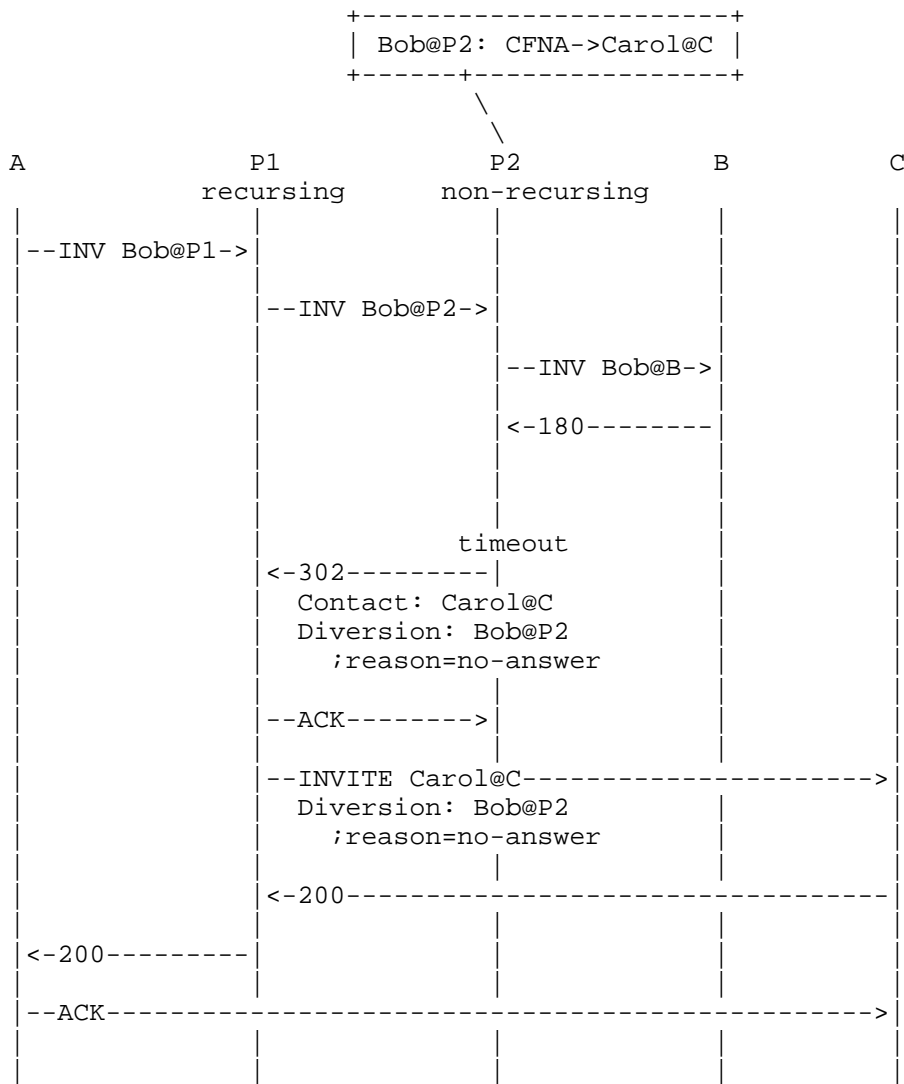 Bob@P2: CFNA->Carol@C
A P1 P2 B C
recursing non-recursing
--INV Bob@P1->
--INV Bob@P2->
--INV Bob@B->
<-180--------
timeout
<-302---------
Contact: Carol@C
Diversion: Bob@P2
;reason=no-answer
--ACK-------->
--INVITE Carol@C---------------------->
Diversion: Bob@P2
;reason=no-answer
<-200----------------------------------
<-200---------
--ACK------------------------------------------------>